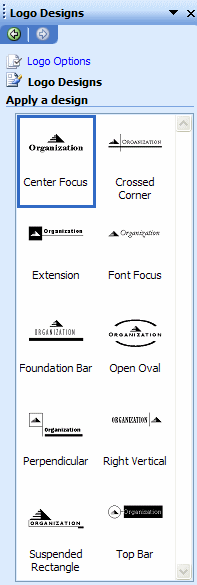 Logo Designs
Logo Options
Logo Designs
Apply a design
Organization
Organization
Center Focus
Crossed
Corner
Organization
Organization
Extension
Font Focus
ORGANIZATION
ORGANIZATION
Foundation Bar
Open Oval
Organization
ORGANIZATION
Perpendicular
Right Vertical
ORGANIZATION
Organization
Suspended
Rectangle
Top Bar